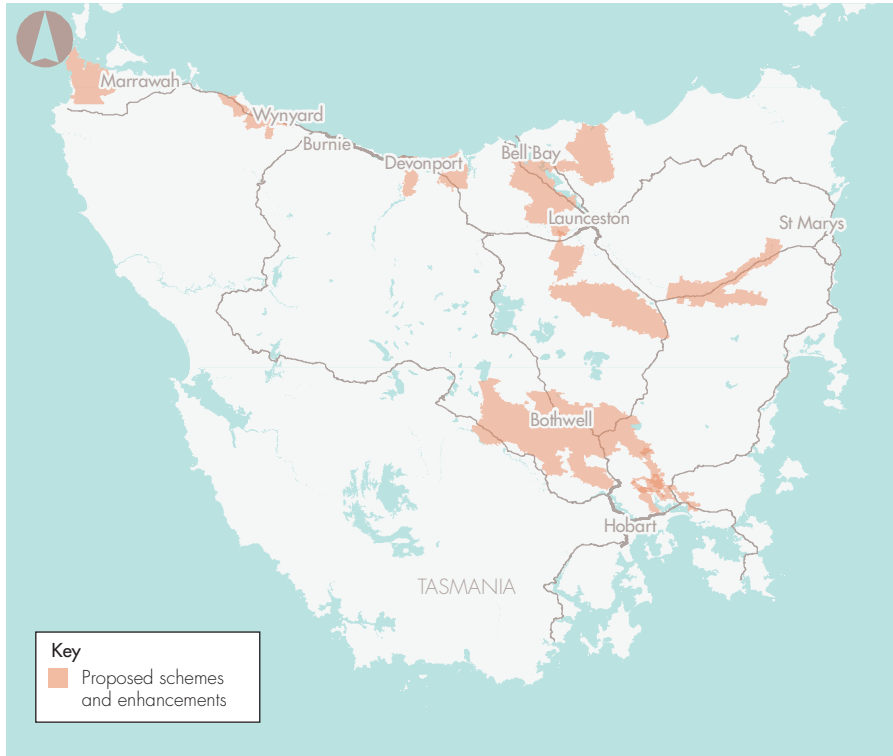 Marrawah
Wynyard
Burnie
Devonport
Bell Bay
Launceston
St Marys
Bothwell
Hobart
TASMANIA
Key
Proposed schemes
and enhancements